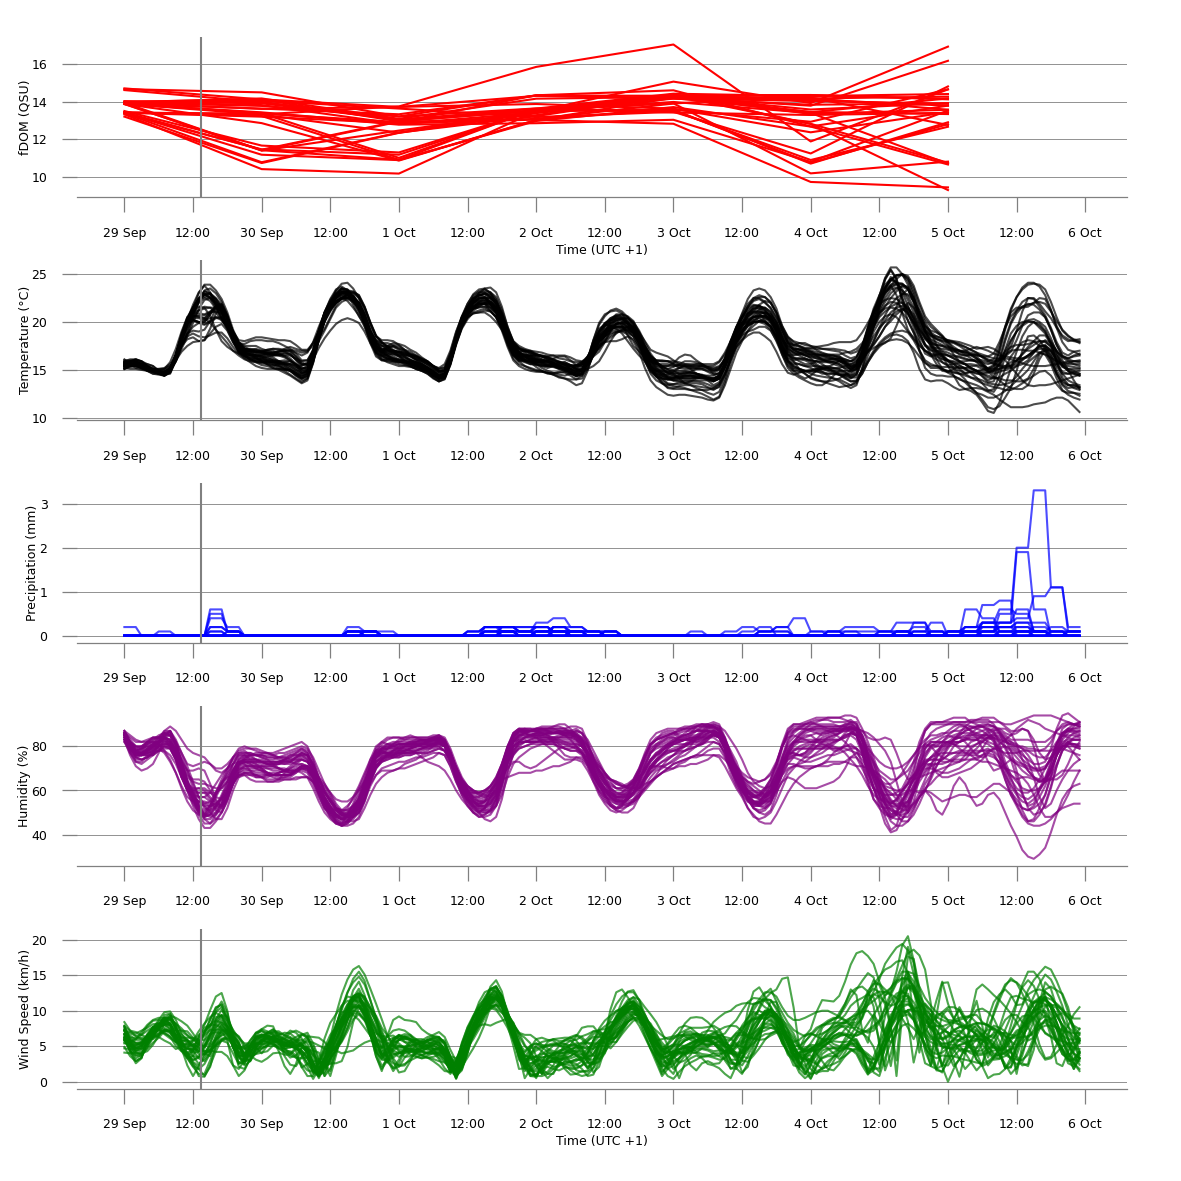 16
14
12
10
fDOM (QSU)
29 Sep 12:00 30 Sep 12:00 1 Oct 12:00 2 Oct 12:00 3 Oct 12:00 4 Oct 12:00 5 Oct 12:00 6 Oct
Time (UTC +1)
25
20
15
10
Temperature (°C)
29 Sep 12:00 30 Sep 12:00 1 Oct 12:00 2 Oct 12:00 3 Oct 12:00 4 Oct 12:00 5 Oct 12:00 6 Oct
3
2
1
0
Precipitation (mm)
29 Sep 12:00 30 Sep 12:00 1 Oct 12:00 2 Oct 12:00 3 Oct 12:00 4 Oct 12:00 5 Oct 12:00 6 Oct
80
60
40
Humidity (%)
29 Sep 12:00 30 Sep 12:00 1 Oct 12:00 2 Oct 12:00 3 Oct 12:00 4 Oct 12:00 5 Oct 12:00 6 Oct
20
15
10
5
0
Wind Speed (km/h)
29 Sep 12:00 30 Sep 12:00 1 Oct 12:00 2 Oct 12:00 3 Oct 12:00 4 Oct 12:00 5 Oct 12:00 6 Oct
Time (UTC +1)